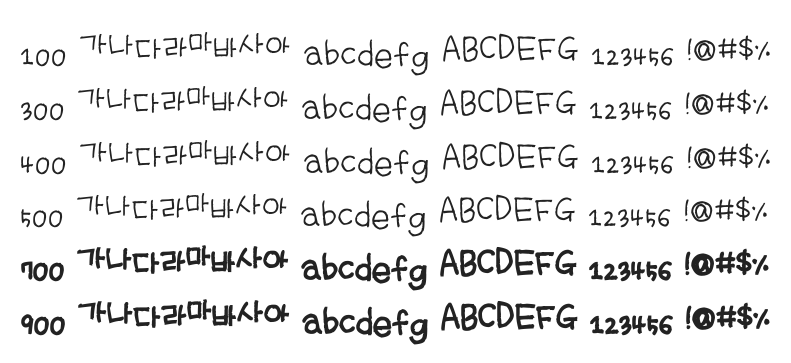 100 가나다라마바사아 abcdefg ABCDEFG 123456 !@#$%
300 가나다라마바사아 abcdefg ABCDEFG 123456 !@#$%
400 가나다라마바사아 abcdefg ABCDEFG 123456 !@#$%
500 가나다라마바사아 abcdefg ABCDEFG 123456 !@#$%
700 가나다라마바사아 abcdefg ABCDEFG 123456 !@#$%
900 가나다라마바사아 abcdefg ABCDEFG 123456 !@#$%